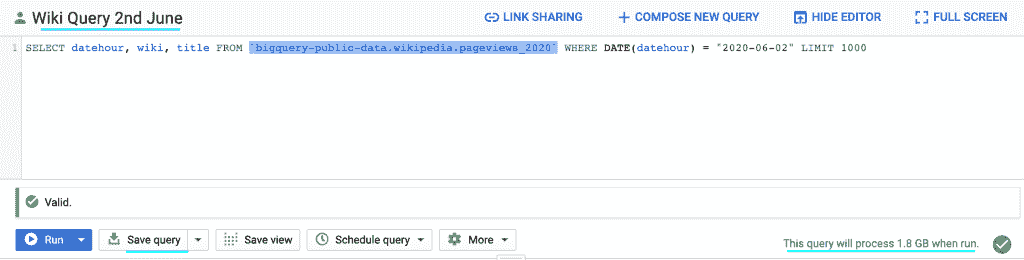 Wiki Query 2nd June LINK SHARING COMPOSE NEW QUERY HIDE EDITOR FULL SCREEN
1 SELECT datehour, wiki, title FROM `bigquery-public-data.wikipedia.pageviews_2020` WHERE DATE(datehour) = "2020-06-02" LIMIT 1000
Valid.
Run Save query Save view Schedule query More This query will process 1.8 GB when run.